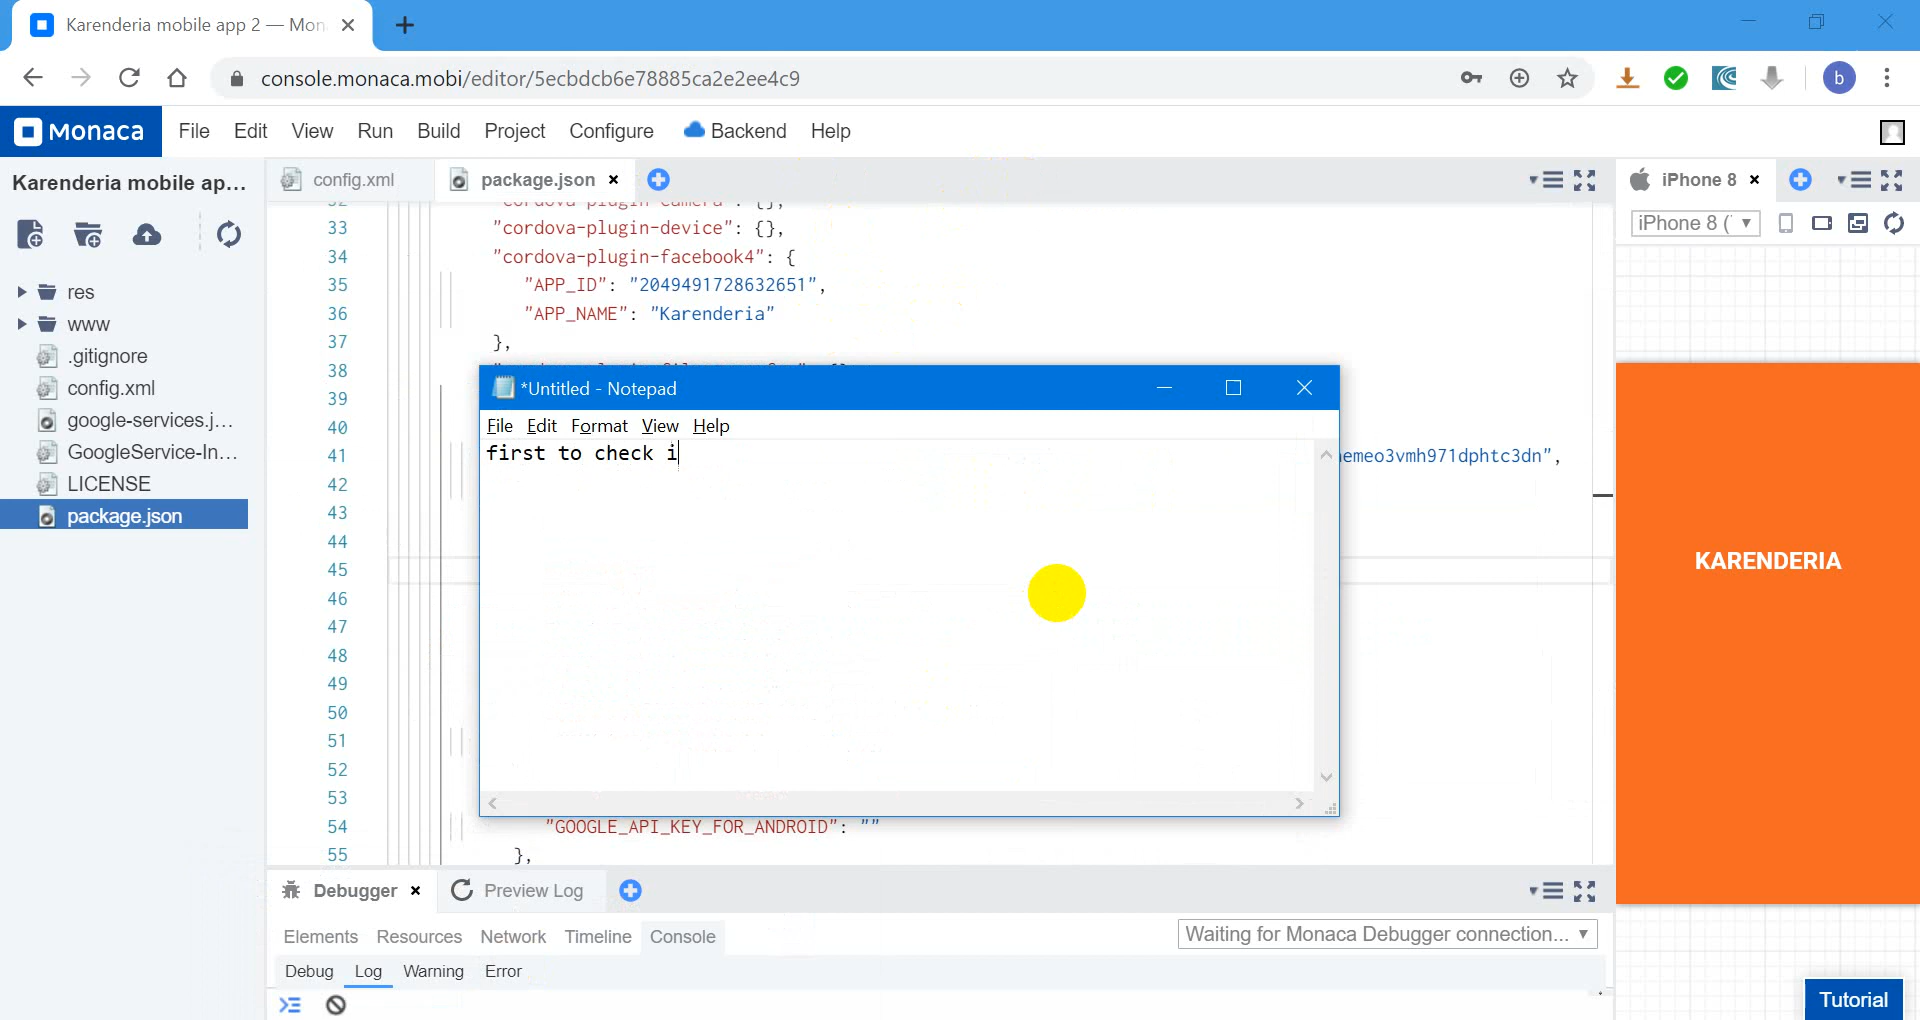 Karenderia mobile app 2 — Mon
console.monaca.mobi/editor/5ecbdcb6e78885ca2e2ee4c9
b
Monaca File Edit View Run Build Project Configure Backend Help
Karenderia mobile ap...
config.xml package.json
iPhone 8
iPhone 8 (
res
www
.gitignore
config.xml
google-services.j...
GoogleService-In...
LICENSE
package.json
33 "cordova-plugin-device": {},
34 "cordova-plugin-facebook4": {
35 "APP_ID": "2049491728632651",
36 "APP_NAME": "Karenderia"
37 },
38
39
40
41 emeo3vmh971dphtc3dn",
42
43
44
45
46
47
48
49
50
51
52
53
54 "GOOGLE_API_KEY_FOR_ANDROID": ""
55 },
*Untitled - Notepad
File Edit Format View Help
first to check i
KARENDERIA
Debugger Preview Log
Elements Resources Network Timeline Console
Waiting for Monaca Debugger connection...
Debug Log Warning Error
Tutorial